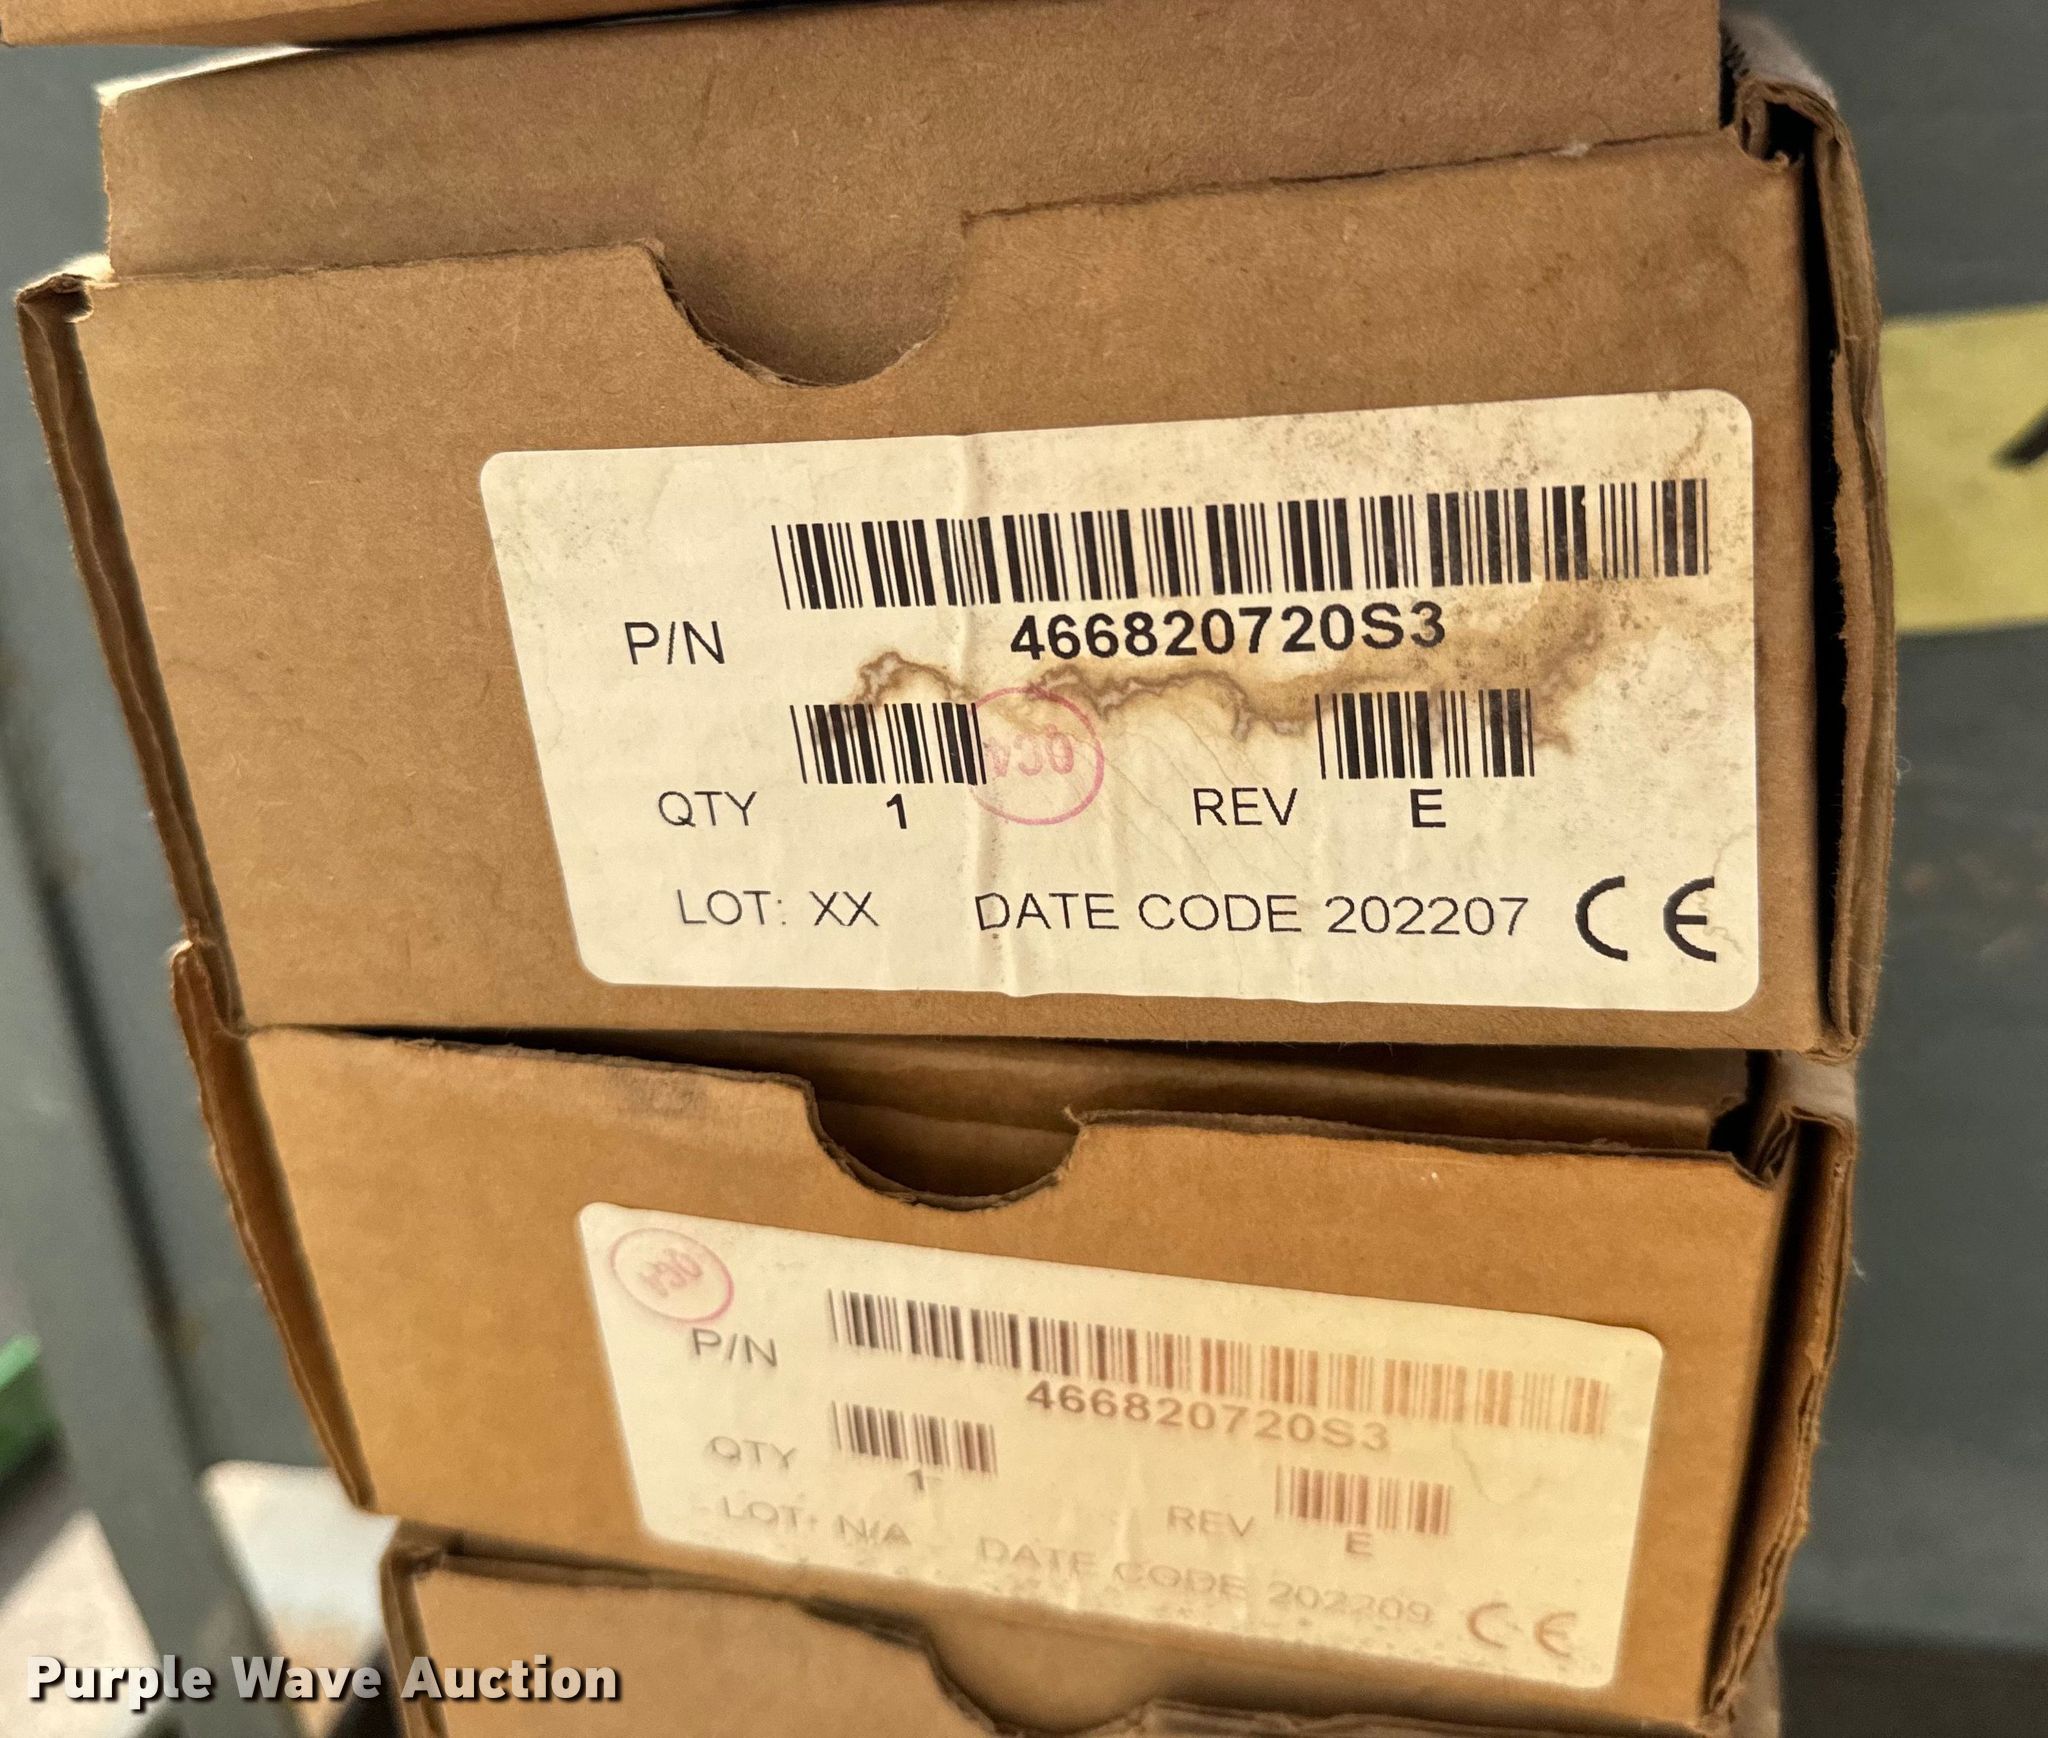 466820720S3
P/N
QC4
QTY 1 REV E
LOT: XX DATE CODE 202207 CE
P/N
466820720S3
QTY 1
REV E
LOT: N/A DATE CODE 202209 CE
Purple Wave Auction